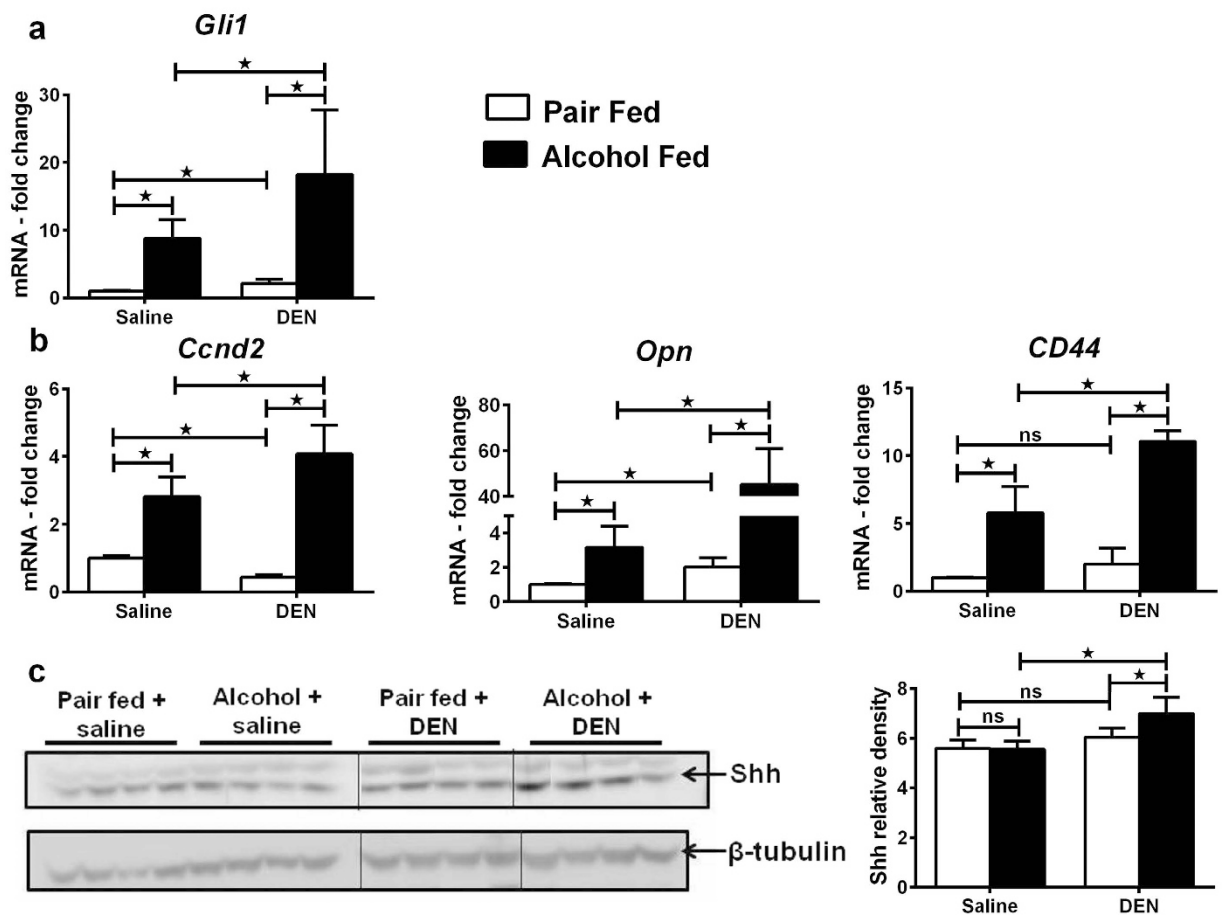 a
Gli1
mRNA - fold change
30
20
10
0
★
★
★
★
Saline
DEN
Pair Fed
Alcohol Fed
b
Ccnd2
mRNA - fold change
6
4
2
0
★
★
★
★
Saline
DEN
Opn
mRNA - fold change
80
60
40
4
2
0
★
★
★
★
Saline
DEN
CD44
mRNA - fold change
15
10
5
0
★
★
ns
★
Saline
DEN
c
Pair fed + saline
Alcohol + saline
Pair fed + DEN
Alcohol + DEN
Shh
β-tubulin
Shh relative density
8
6
4
2
0
★
★
ns
ns
Saline
DEN